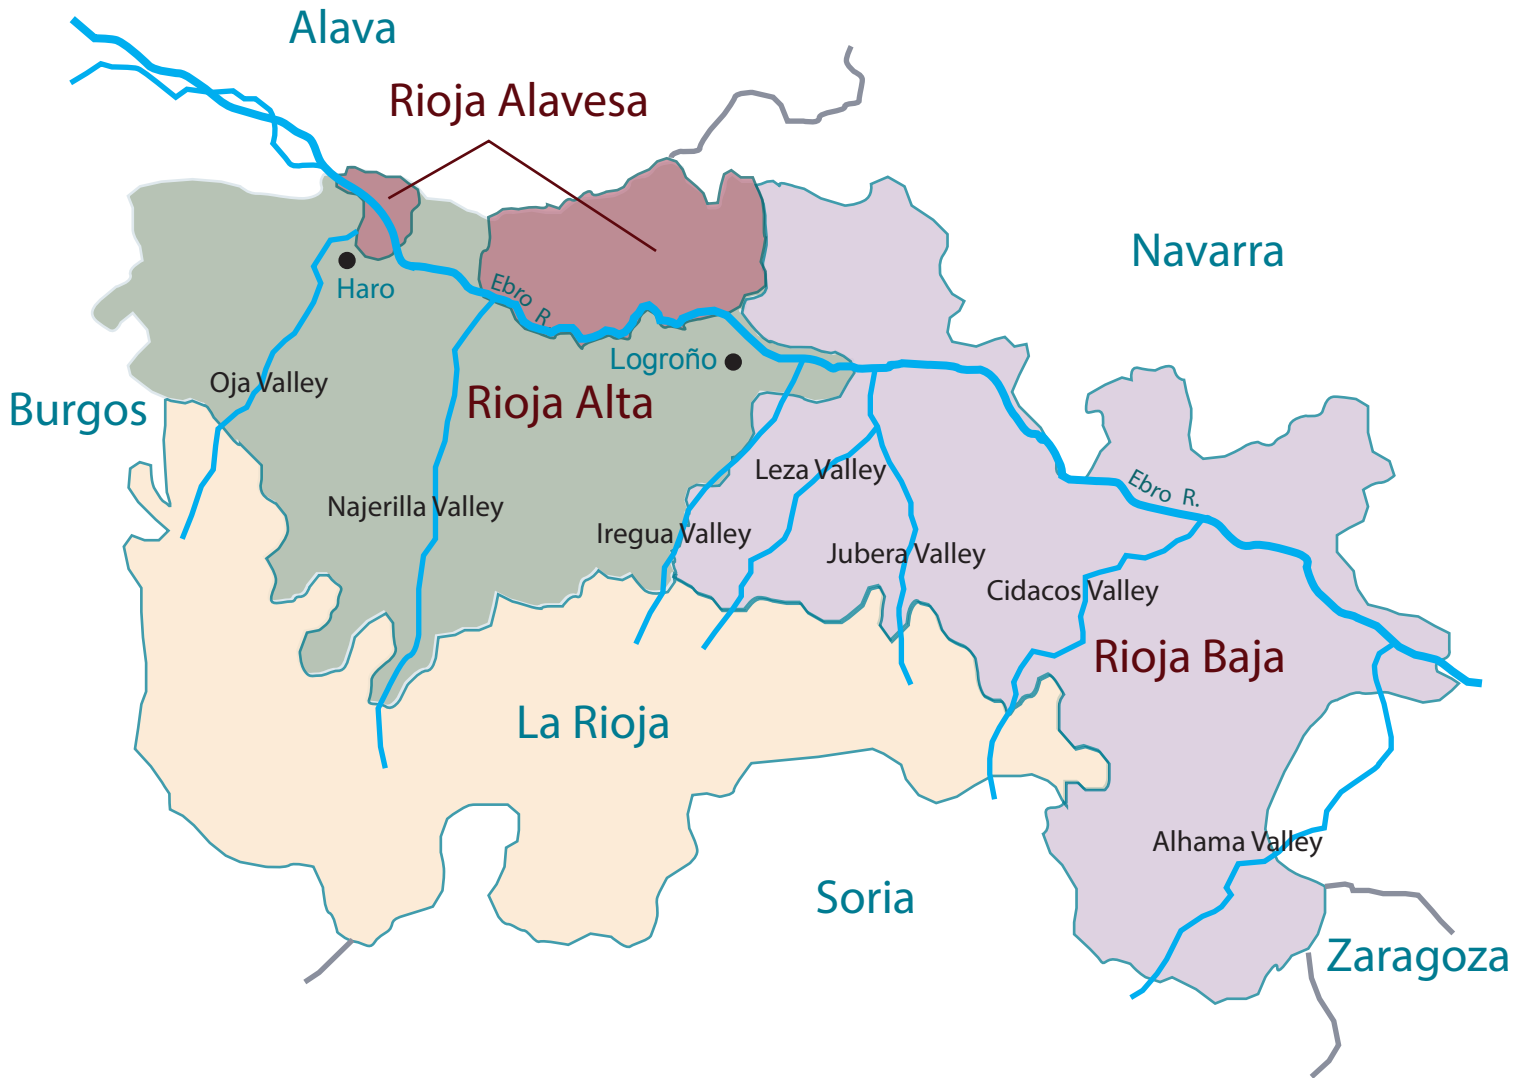 Alava
Rioja Alavesa
Navarra
Haro
Ebro R.
Logroño
Oja Valley
Burgos
Rioja Alta
Leza Valley
Ebro R.
Najerilla Valley
Iregua Valley
Jubera Valley
Cidacos Valley
Rioja Baja
La Rioja
Alhama Valley
Soria
Zaragoza